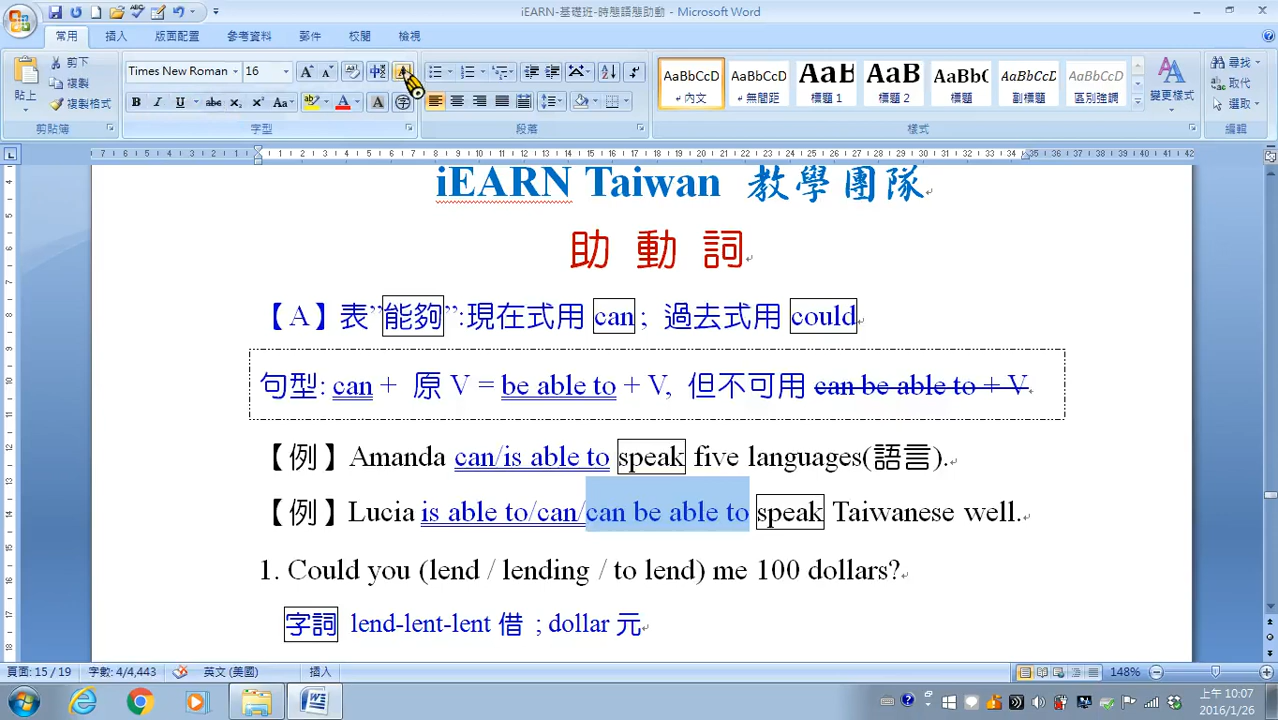 iEARN-基礎班-時態語態助動 - Microsoft Word
常用 插入 版面配置 參考資料 郵件 校閱 檢視
剪下
複製
複製格式
貼上
剪貼簿
Times New Roman 16
字型
段落
AaBbCcD AaBbCcD AaBb AaBb AaBbC AaBbCcD AaBbCcD
內文 無間距 標題 1 標題 2 標題 副標題 區別強調
變更樣式
樣式
尋找
取代
選取
編輯
iEARN Taiwan 教學團隊
助 動 詞
【A】表”能夠”:現在式用 can ; 過去式用 could
句型: can + 原 V = be able to + V, 但不可用 can be able to + V.
【例】Amanda can/is able to speak five languages(語言).
【例】Lucia is able to/can/can be able to speak Taiwanese well.
1. Could you (lend / lending / to lend) me 100 dollars?
字詞 lend-lent-lent 借 ; dollar 元
頁面: 15 / 19 字數: 4/4,443 英文 (美國) 插入 148%
上午 10:07
2016/1/26